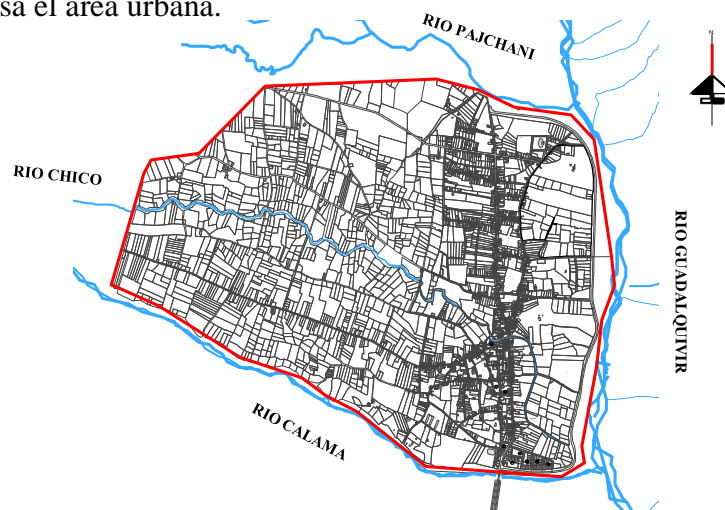 sa el área urbana.
RIO PAJCHANI
N
RIO CHICO
RIO GUADALQUIVIR
RIO CALAMA